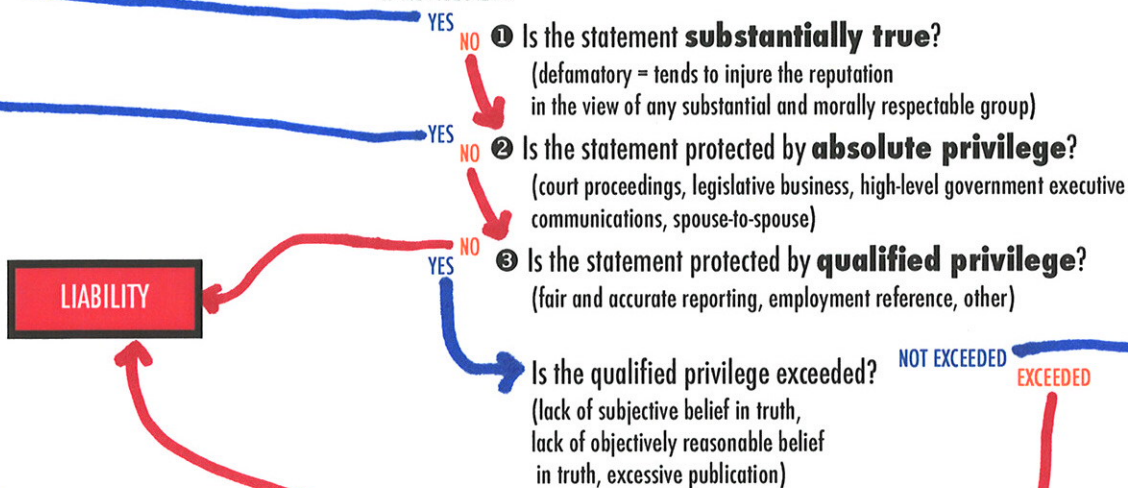 YES
NO ❶ Is the statement substantially true?
(defamatory = tends to injure the reputation
in the view of any substantial and morally respectable group)
YES
NO ❷ Is the statement protected by absolute privilege?
(court proceedings, legislative business, high-level government executive
communications, spouse-to-spouse)
NO
YES
❸ Is the statement protected by qualified privilege?
(fair and accurate reporting, employment reference, other)
LIABILITY
Is the qualified privilege exceeded?
NOT EXCEEDED
EXCEEDED
(lack of subjective belief in truth,
lack of objectively reasonable belief
in truth, excessive publication)